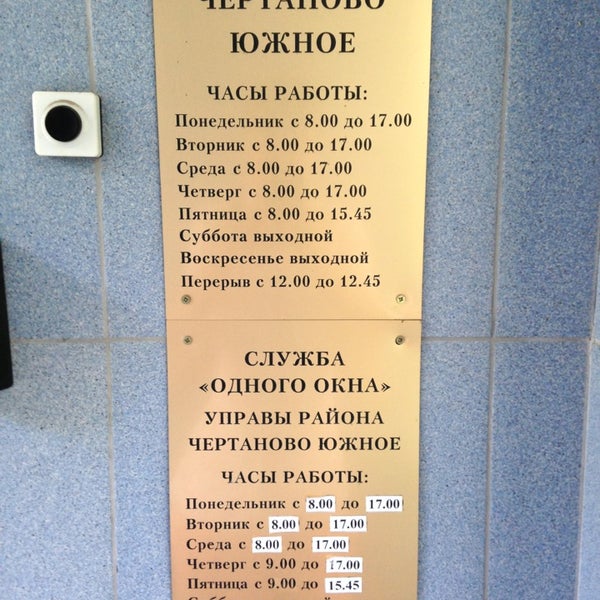 ЧЕРТАНОВО
ЮЖНОЕ
ЧАСЫ РАБОТЫ:
Понедельник с 8.00 до 17.00
Вторник с 8.00 до 17.00
Среда с 8.00 до 17.00
Четверг с 8.00 до 17.00
Пятница с 8.00 до 15.45
Суббота выходной
Воскресенье выходной
Перерыв с 12.00 до 12.45
СЛУЖБА
«ОДНОГО ОКНА»
УПРАВЫ РАЙОНА
ЧЕРТАНОВО ЮЖНОЕ
ЧАСЫ РАБОТЫ:
Понедельник с 8.00 до 17.00
Вторник с 8.00 до 17.00
Среда с 8.00 до 17.00
Четверг с 9.00 до 17.00
Пятница с 9.00 до 15.45